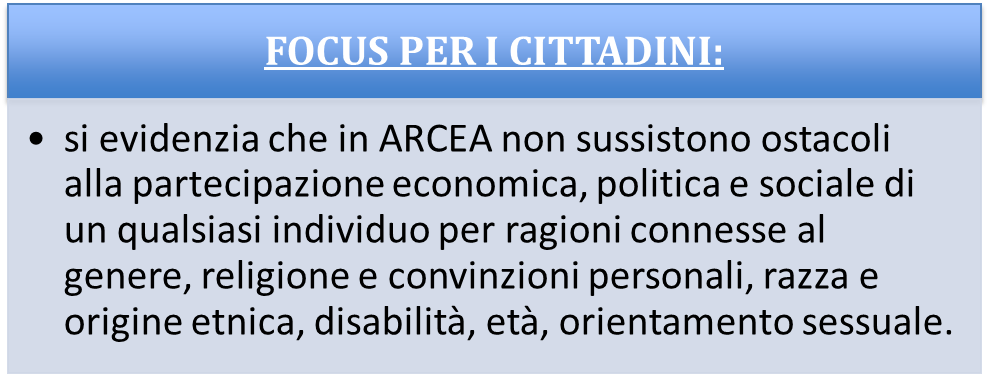 FOCUS PER I CITTADINI:
• si evidenzia che in ARCEA non sussistono ostacoli
alla partecipazione economica, politica e sociale di
un qualsiasi individuo per ragioni connesse al
genere, religione e convinzioni personali, razza e
origine etnica, disabilità, età, orientamento sessuale.